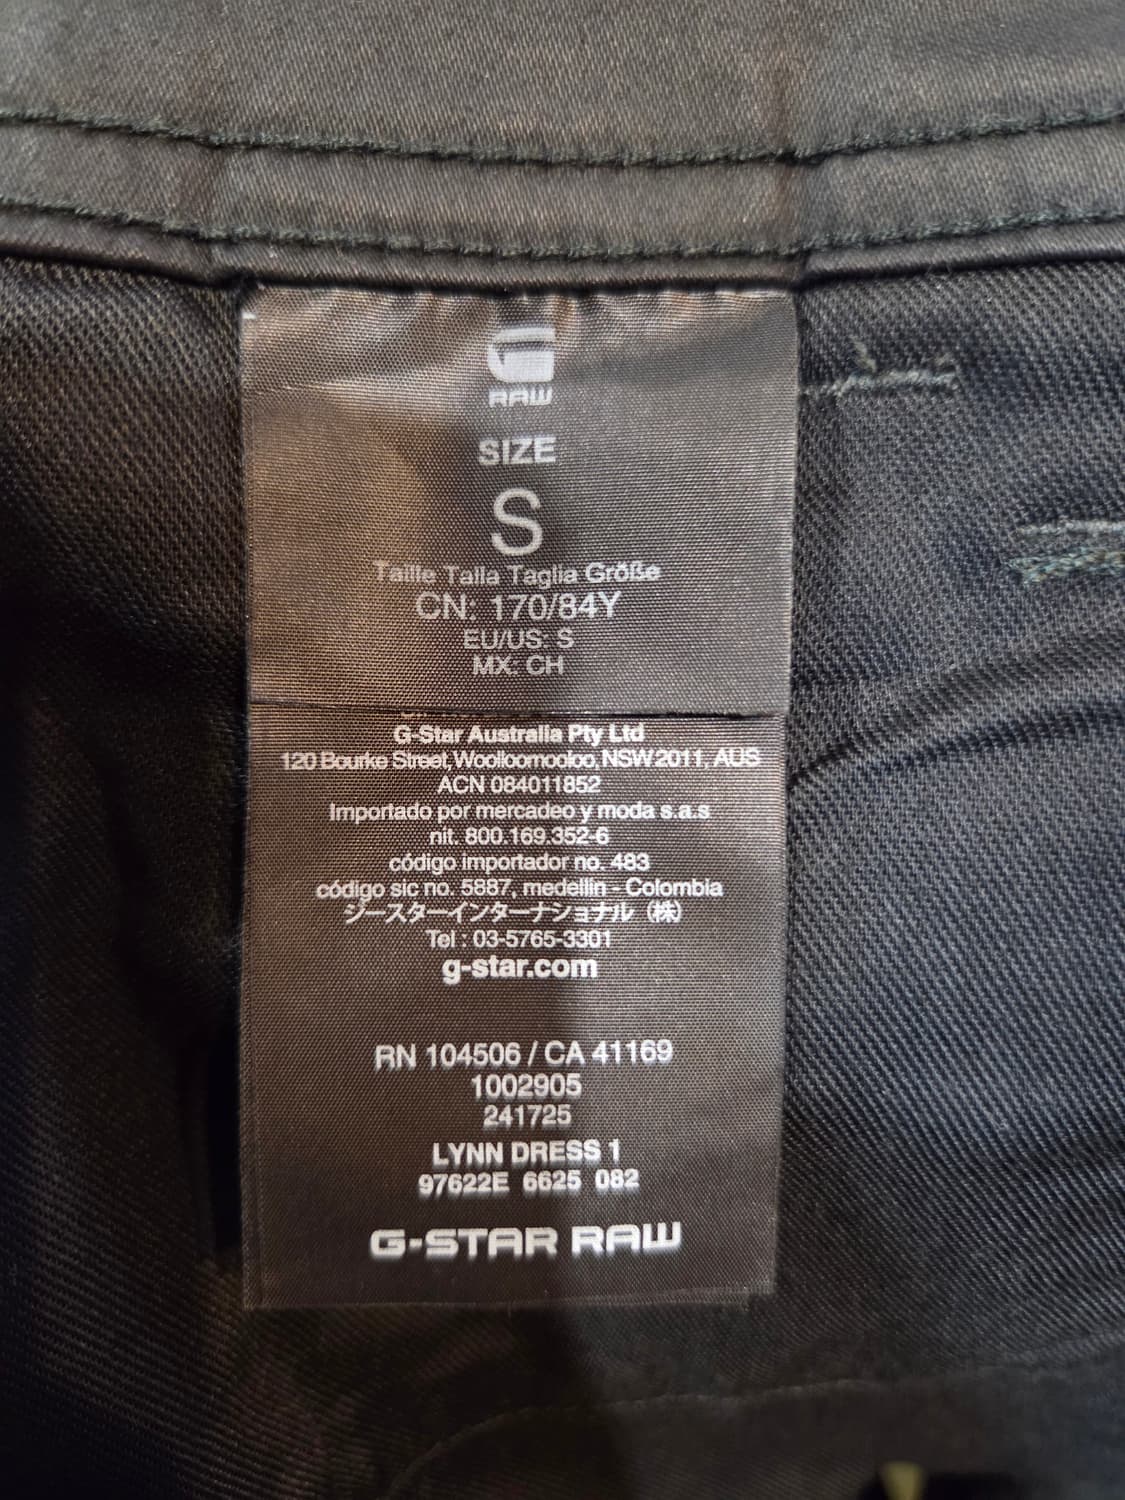 RAW
SIZE
S
Taille Talla Taglia Größe
CN: 170/84Y
EU/US: S
MX: CH
G-Star Australia Pty Ltd
120 Bourke Street, Woolloomooloo, NSW 2011, AUS
ACN 084011852
Importado por mercadeo y moda s.a.s
nit. 800.169.352-6
código importador no. 483
código sic no. 5887, medellin - Colombia
ジースターインターナショナル（株）
Tel : 03-5765-3301
g-star.com
RN 104506 / CA 41169
1002905
241725
LYNN DRESS 1
97622E 6625 082
G-STAR RAW